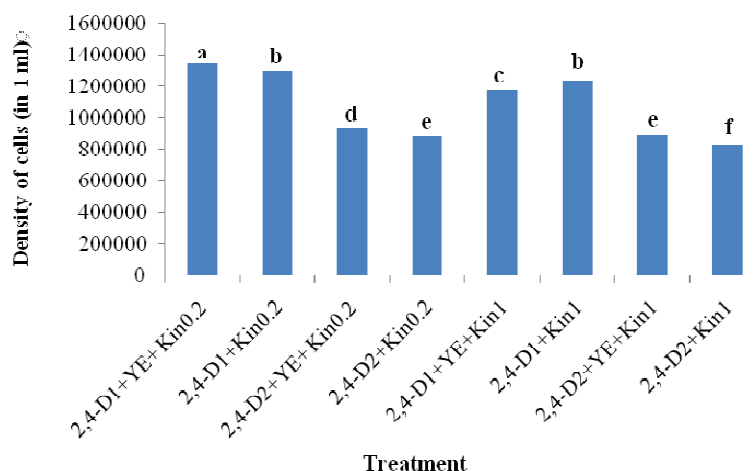 Density of cells (in 1 ml)
1600000
1400000
1200000
1000000
800000
600000
400000
200000
0
a
b
d
e
c
b
e
f
2,4-D1+YE+Kin0.2
2,4-D1+Kin0.2
2,4-D2+YE+Kin0.2
2,4-D2+Kin0.2
2,4-D1+YE+Kin1
2,4-D1+Kin1
2,4-D2+YE+Kin1
2,4-D2+Kin1
Treatment